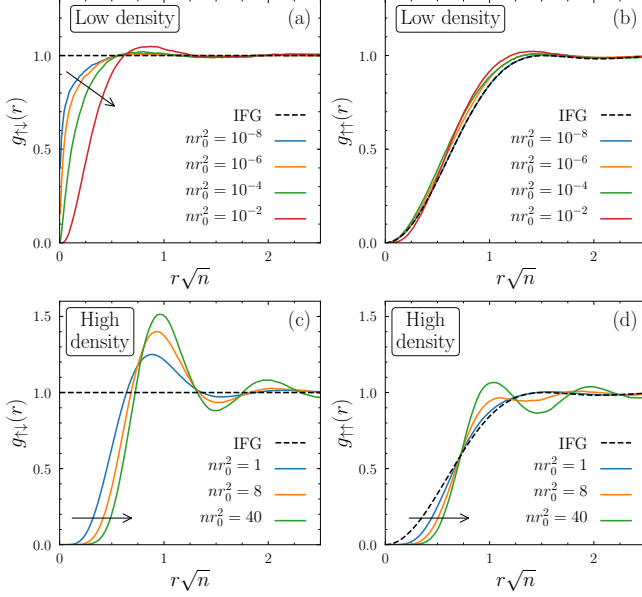 Low density
(a)
1.0
0.5
0.0
g↑↓(r)
IFG
nr₀² = 10⁻⁸
nr₀² = 10⁻⁶
nr₀² = 10⁻⁴
nr₀² = 10⁻²
0
1
2
r√n
Low density
(b)
1.0
0.5
0.0
g↑↑(r)
IFG
nr₀² = 10⁻⁸
nr₀² = 10⁻⁶
nr₀² = 10⁻⁴
nr₀² = 10⁻²
0
1
2
r√n
High
density
(c)
1.5
1.0
0.5
0.0
g↑↓(r)
IFG
nr₀² = 1
nr₀² = 8
nr₀² = 40
0
1
2
r√n
High
density
(d)
1.5
1.0
0.5
0.0
g↑↑(r)
IFG
nr₀² = 1
nr₀² = 8
nr₀² = 40
0
1
2
r√n